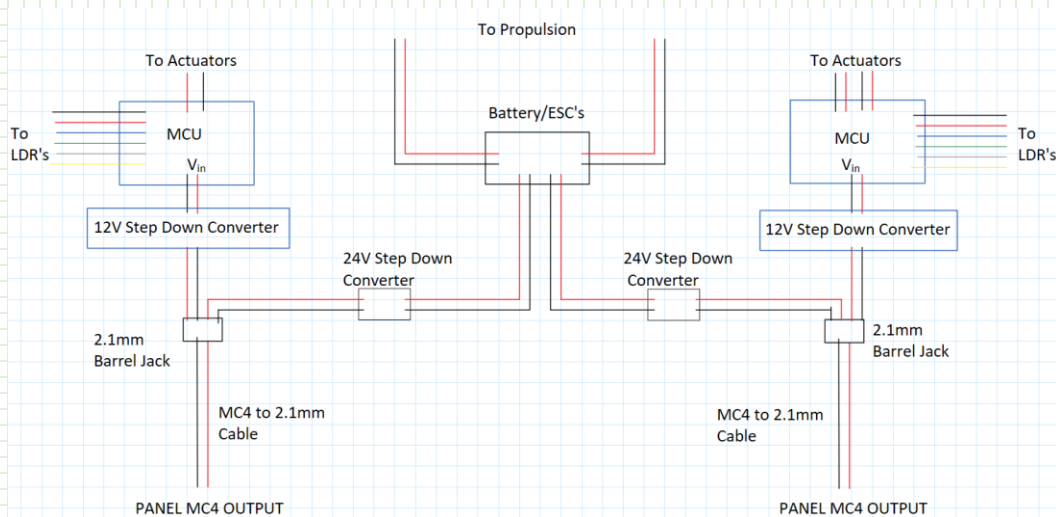 To Propulsion
To Actuators
To Actuators
Battery/ESC's
MCU
MCU
To
LDR's
To
LDR's
Vin
Vin
12V Step Down Converter
12V Step Down Converter
24V Step Down
Converter
24V Step Down
Converter
2.1mm
Barrel Jack
2.1mm
Barrel Jack
MC4 to 2.1mm
Cable
MC4 to 2.1mm
Cable
PANEL MC4 OUTPUT
PANEL MC4 OUTPUT